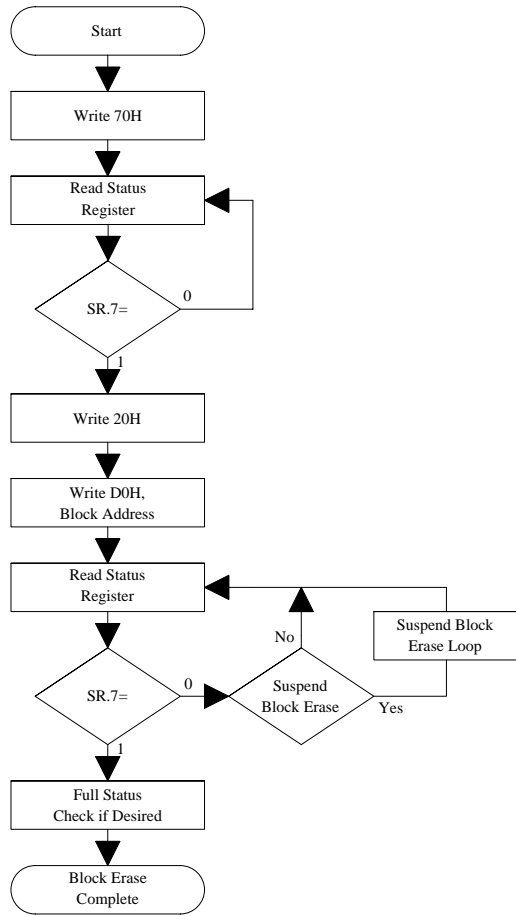 Start
Write 70H
Read Status
Register
SR.7=
0
1
Write 20H
Write D0H,
Block Address
Read Status
Register
No
Suspend Block
Erase Loop
SR.7=
0
Suspend
Block Erase
Yes
1
Full Status
Check if Desired
Block Erase
Complete